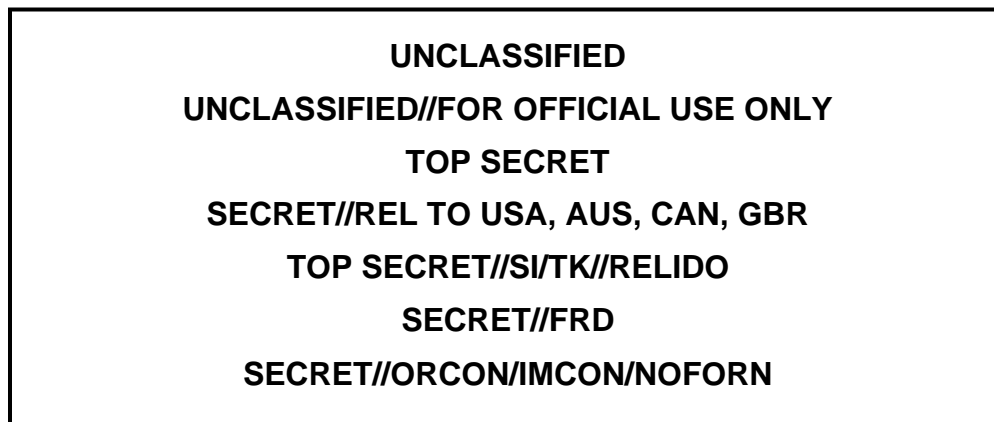 UNCLASSIFIED
UNCLASSIFIED//FOR OFFICIAL USE ONLY
TOP SECRET
SECRET//REL TO USA, AUS, CAN, GBR
TOP SECRET//SI/TK//RELIDO
SECRET//FRD
SECRET//ORCON/IMCON/NOFORN